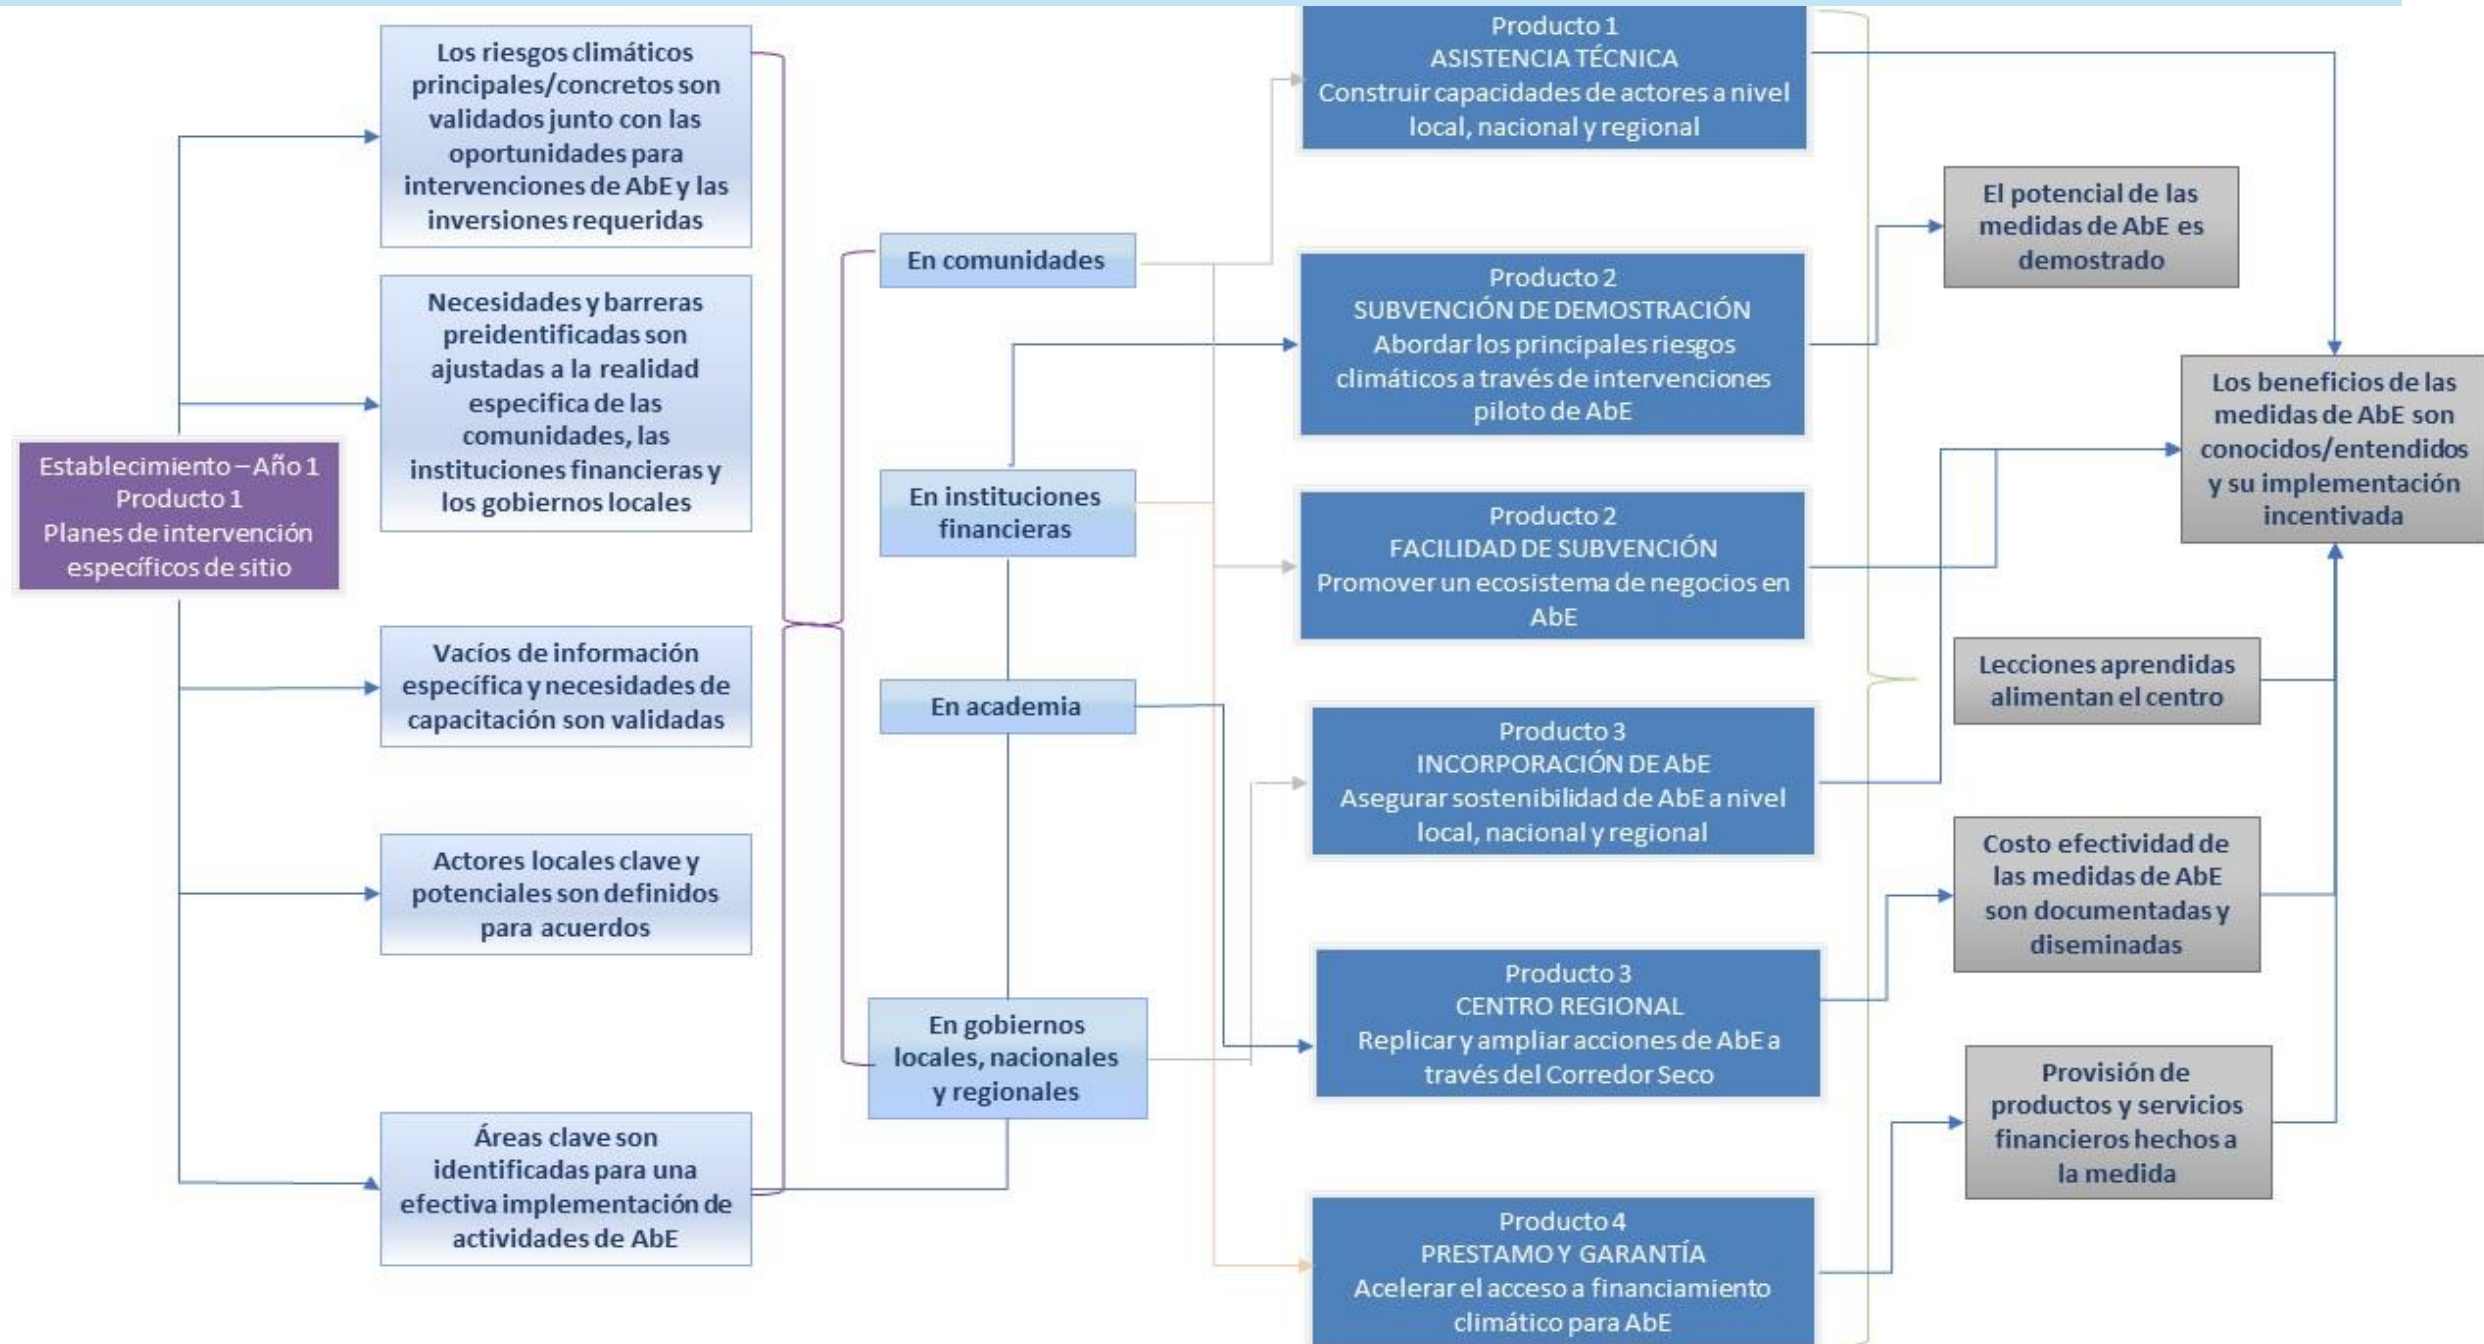 Establecimiento – Año 1
Producto 1
Planes de intervención
específicos de sitio
Los riesgos climáticos
principales/concretos son
validados junto con las
oportunidades para
intervenciones de AbE y las
inversiones requeridas
Necesidades y barreras
preidentificadas son
ajustadas a la realidad
especifica de las
comunidades, las
instituciones financieras y
los gobiernos locales
Vacíos de información
específica y necesidades de
capacitación son validadas
Actores locales clave y
potenciales son definidos
para acuerdos
Áreas clave son
identificadas para una
efectiva implementación de
actividades de AbE
En comunidades
En instituciones
financieras
En academia
En gobiernos
locales, nacionales
y regionales
Producto 1
ASISTENCIA TÉCNICA
Construir capacidades de actores a nivel
local, nacional y regional
Producto 2
SUBVENCIÓN DE DEMOSTRACIÓN
Abordar los principales riesgos
climáticos a través de intervenciones
piloto de AbE
Producto 2
FACILIDAD DE SUBVENCIÓN
Promover un ecosistema de negocios en
AbE
Producto 3
INCORPORACIÓN DE AbE
Asegurar sostenibilidad de AbE a nivel
local, nacional y regional
Producto 3
CENTRO REGIONAL
Replicar y ampliar acciones de AbE a
través del Corredor Seco
Producto 4
PRESTAMO Y GARANTÍA
Acelerar el acceso a financiamiento
climático para AbE
El potencial de las
medidas de AbE es
demostrado
Los beneficios de las
medidas de AbE son
conocidos/entendidos
y su implementación
incentivada
Lecciones aprendidas
alimentan el centro
Costo efectividad de
las medidas de AbE
son documentadas y
diseminadas
Provisión de
productos y servicios
financieros hechos a
la medida